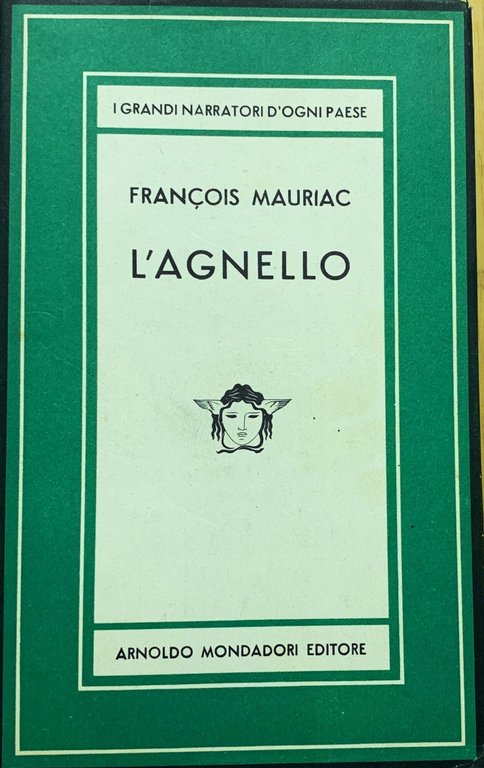 I GRANDI NARRATORI D'OGNI PAESE
FRANÇOIS MAURIAC
L'AGNELLO
ARNOLDO MONDADORI EDITORE